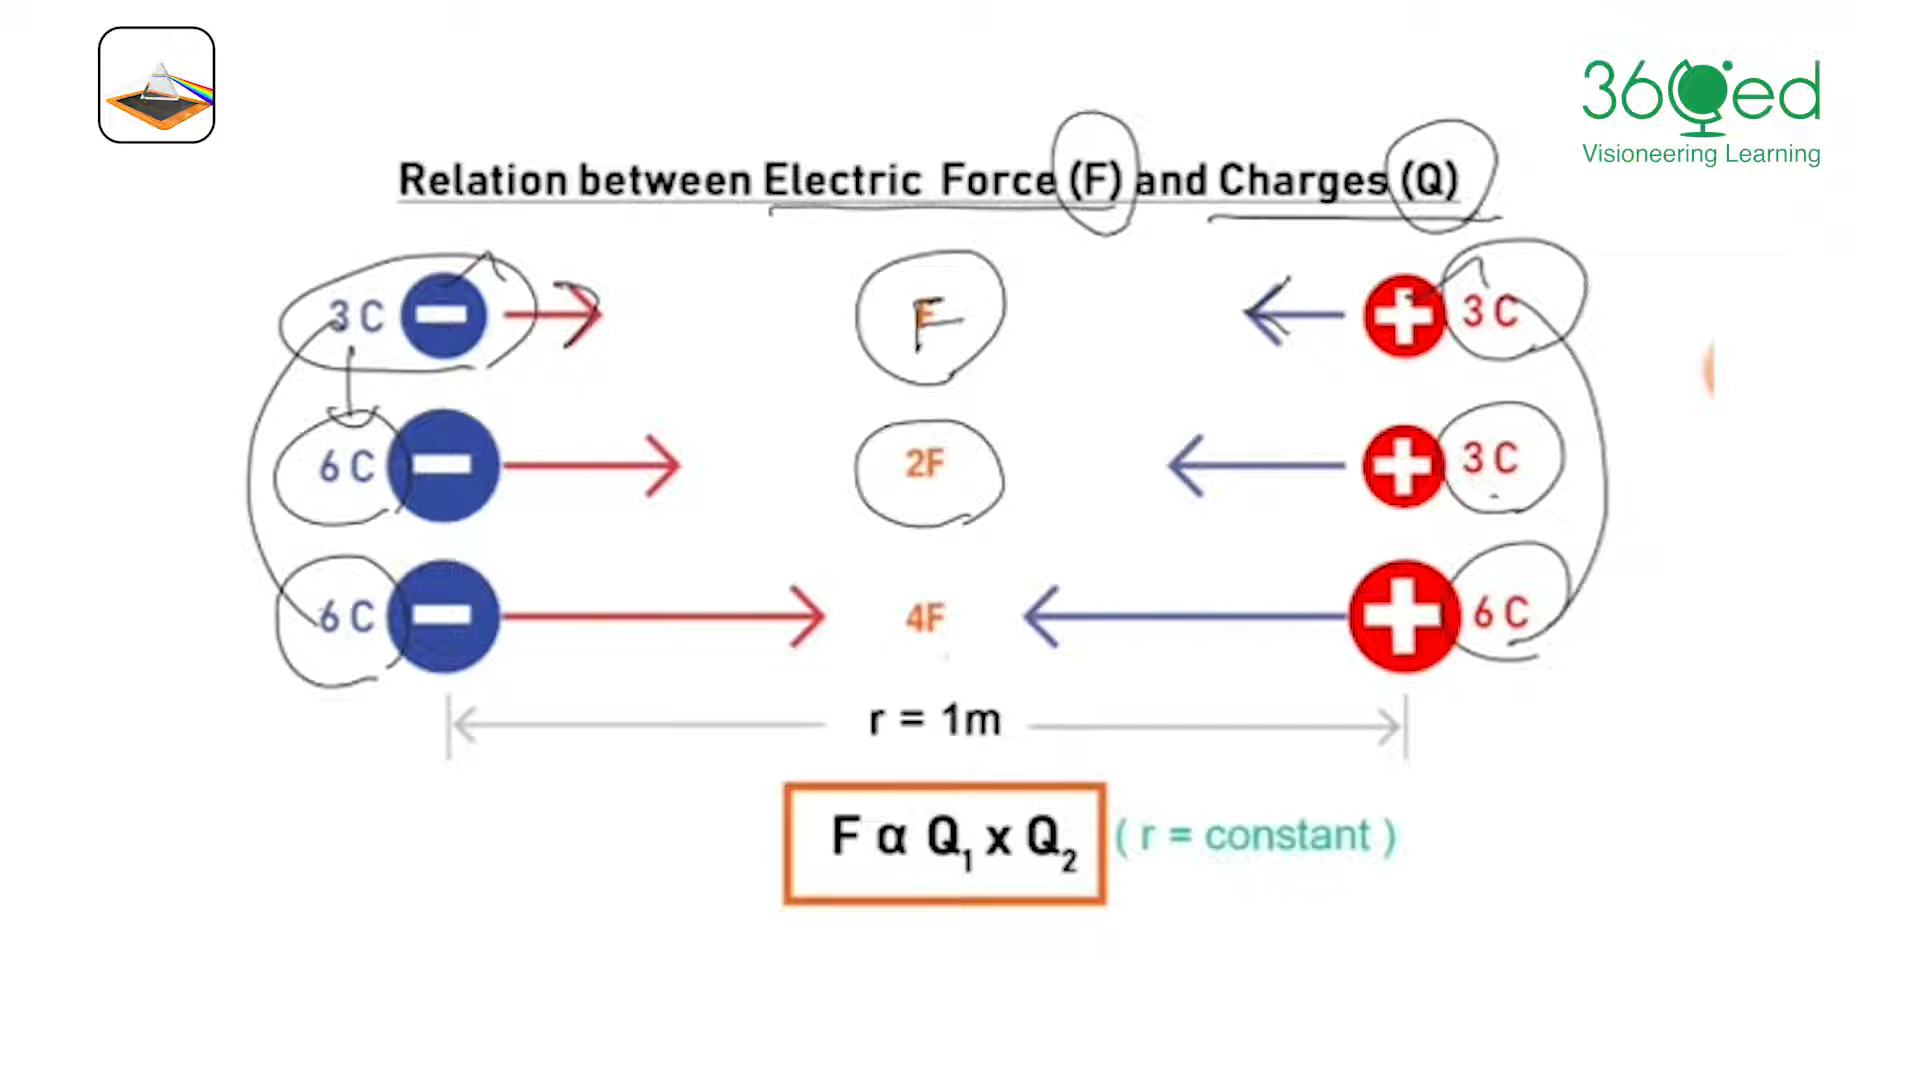 360ed
Visioneering Learning
Relation between Electric Force (F) and Charges (Q)
3 C F 3 C
6 C 2F 3 C
6 C 4F 6 C
r = 1m
F α Q₁ x Q₂ ( r = constant )